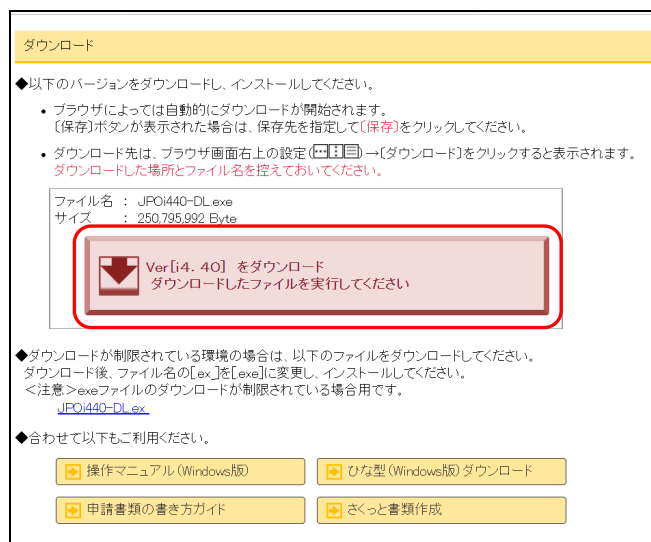 ダウンロード
◆以下のバージョンをダウンロードし、インストールしてください。
• ブラウザによっては自動的にダウンロードが開始されます。
〔保存〕ボタンが表示された場合は、保存先を指定して〔保存〕をクリックしてください。
• ダウンロード先は、ブラウザ画面右上の設定(…⋮≡)→〔ダウンロード〕をクリックすると表示されます。
ダウンロードした場所とファイル名を控えておいてください。
ファイル名 : JPOi440-DL.exe
サイズ : 250,795,992 Byte
Ver[i4.40] をダウンロード
ダウンロードしたファイルを実行してください
◆ダウンロードが制限されている環境の場合は、以下のファイルをダウンロードしてください。
ダウンロード後、ファイル名の[.ex_]を[.exe]に変更し、インストールしてください。
<注意>exeファイルのダウンロードが制限されている場合用です。
JPOi440-DL.ex_
◆合わせて以下もご利用ください。
操作マニュアル(Windows版)
ひな型(Windows版)ダウンロード
申請書類の書き方ガイド
さくっと書類作成